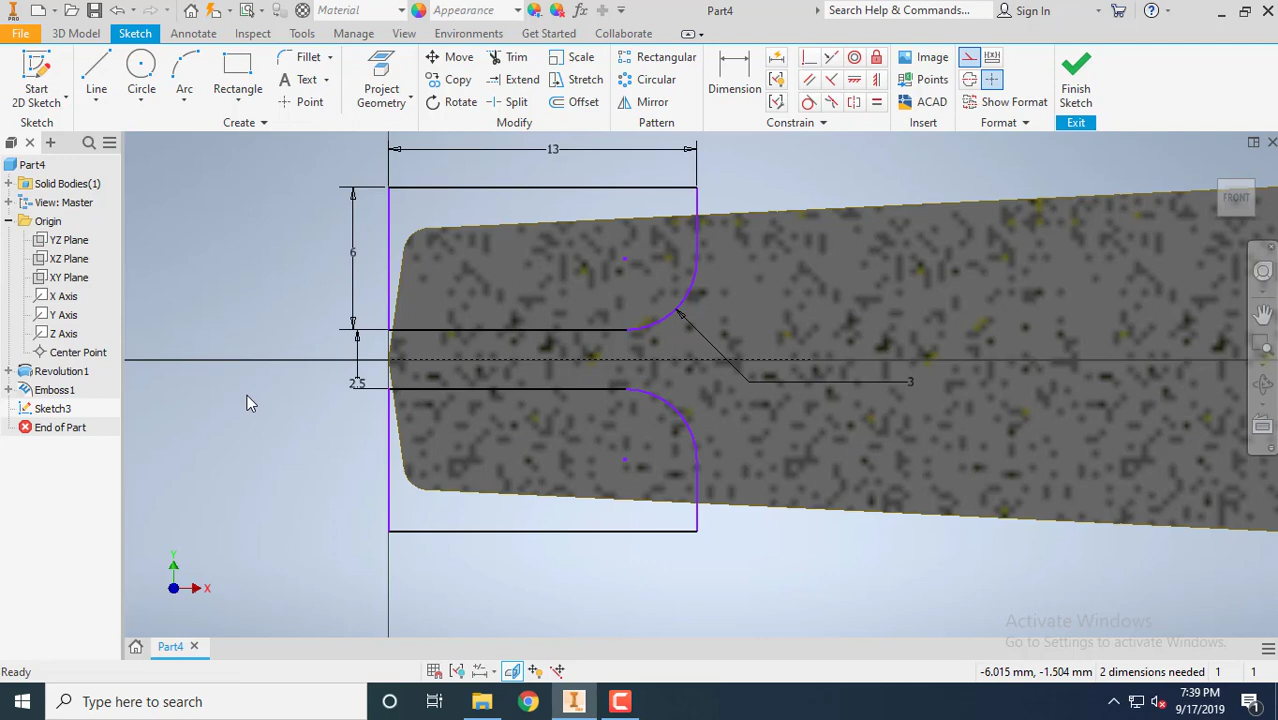 PRO
Material
Appearance
fx
Part4
Search Help & Commands...
Sign In
File
3D Model
Sketch
Annotate
Inspect
Tools
Manage
View
Environments
Get Started
Collaborate
Start
2D Sketch
Line
Circle
Arc
Rectangle
Fillet
Text
Point
Project
Geometry
Move
Copy
Rotate
Trim
Extend
Split
Scale
Stretch
Offset
Rectangular
Circular
Mirror
Dimension
Image
Points
ACAD
Show Format
Finish
Sketch
Sketch
Create
Modify
Pattern
Constrain
Insert
Format
Exit
Part4
Solid Bodies(1)
View: Master
Origin
YZ Plane
XZ Plane
XY Plane
X Axis
Y Axis
Z Axis
Center Point
Revolution1
Emboss1
Sketch3
End of Part
13
6
2.5
3
FRONT
Y
X
Activate Windows
Go to Settings to activate Windows.
Part4
Ready
-6.015 mm, -1.504 mm
2 dimensions needed
1
1
Type here to search
7:39 PM
9/17/2019
1